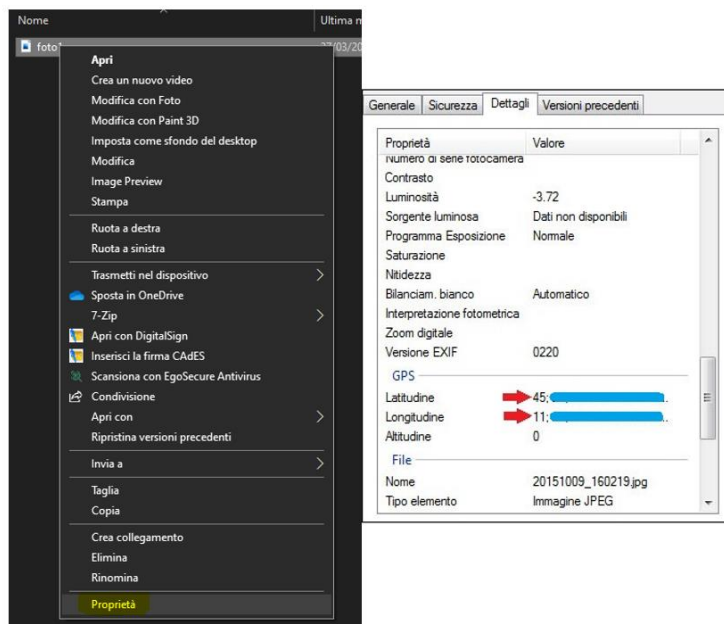 Nome Ultima m
foto1 27/03/20
Apri
Crea un nuovo video
Modifica con Foto
Modifica con Paint 3D
Imposta come sfondo del desktop
Modifica
Image Preview
Stampa
Ruota a destra
Ruota a sinistra
Trasmetti nel dispositivo
Sposta in OneDrive
7-Zip
Apri con DigitalSign
Inserisci la firma CAdES
Scansiona con EgoSecure Antivirus
Condivisione
Apri con
Ripristina versioni precedenti
Invia a
Taglia
Copia
Crea collegamento
Elimina
Rinomina
Proprietà
Generale Sicurezza Dettagli Versioni precedenti
Proprietà Valore
Numero di serie fotocamera
Contrasto
Luminosità -3.72
Sorgente luminosa Dati non disponibili
Programma Esposizione Normale
Saturazione
Nitidezza
Bilanciam. bianco Automatico
Interpretazione fotometrica
Zoom digitale
Versione EXIF 0220
GPS
Latitudine 45;
Longitudine 11;
Altitudine 0
File
Nome 20151009_160219.jpg
Tipo elemento Immagine JPEG